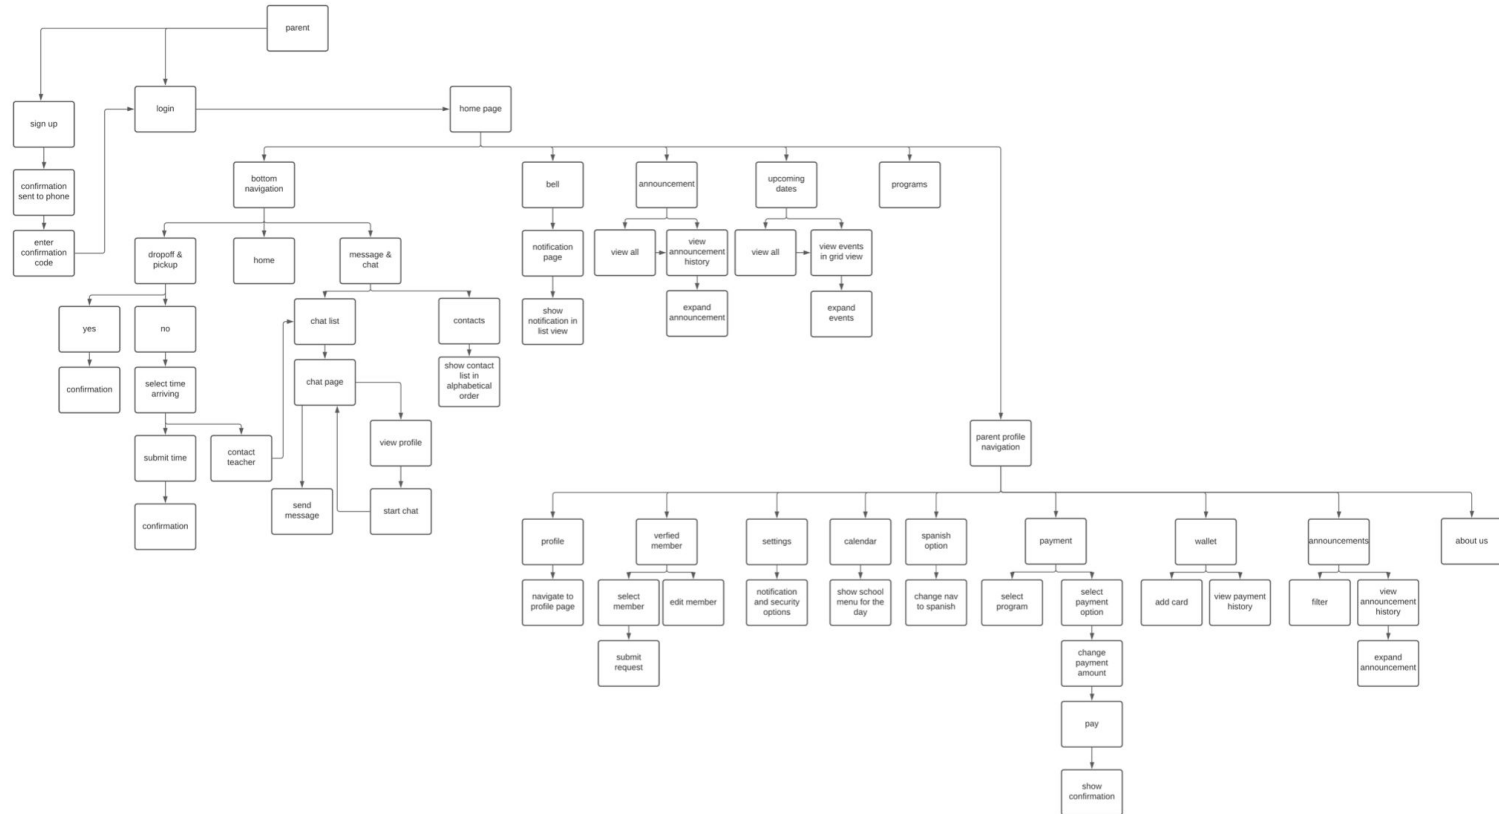 parent
login
home page
sign up
confirmation
sent to phone
enter
confirmation
code
bottom
navigation
bell
announcement
upcoming
dates
programs
dropoff &
pickup
home
message &
chat
notification
page
view all
view
announcement
history
view all
view events
in grid view
yes
no
chat list
contacts
show
notification in
list view
expand
announcement
expand
events
confirmation
select time
arriving
chat page
show contact
list in
alphabetical
order
submit time
contact
teacher
view profile
parent profile
navigation
confirmation
send
message
start chat
profile
verfied
member
settings
calendar
spanish
option
payment
wallet
announcements
about us
navigate to
profile page
select
member
edit member
notification
and security
options
show school
menu for the
day
change nav
to spanish
select
program
select
payment
option
add card
view payment
history
filter
view
announcement
history
submit
request
change
payment
amount
expand
announcement
pay
show
confirmation